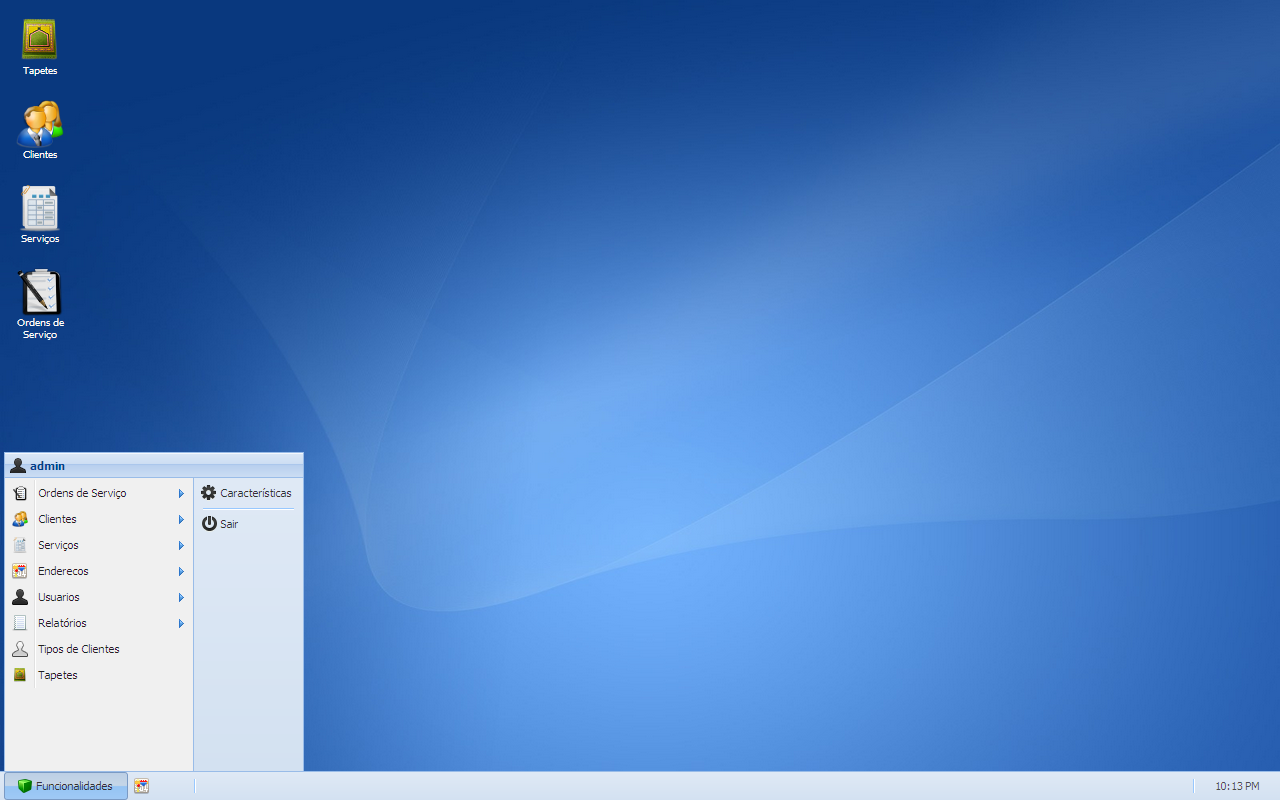 Tapetes
Clientes
Serviços
Ordens de
Serviço
admin
Ordens de Serviço
Clientes
Serviços
Enderecos
Usuarios
Relatórios
Tipos de Clientes
Tapetes
Características
Sair
Funcionalidades
10:13 PM